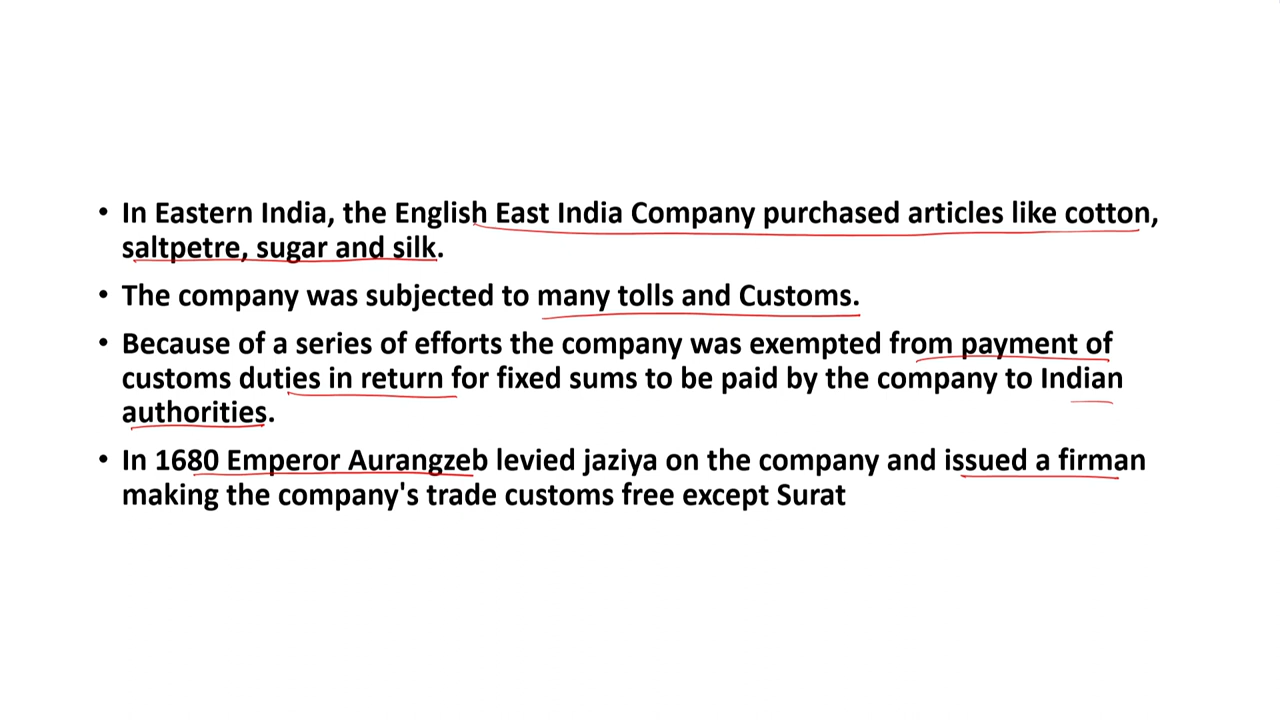 • In Eastern India, the English East India Company purchased articles like cotton,
saltpetre, sugar and silk.
• The company was subjected to many tolls and Customs.
• Because of a series of efforts the company was exempted from payment of
customs duties in return for fixed sums to be paid by the company to Indian
authorities.
• In 1680 Emperor Aurangzeb levied jaziya on the company and issued a firman
making the company's trade customs free except Surat